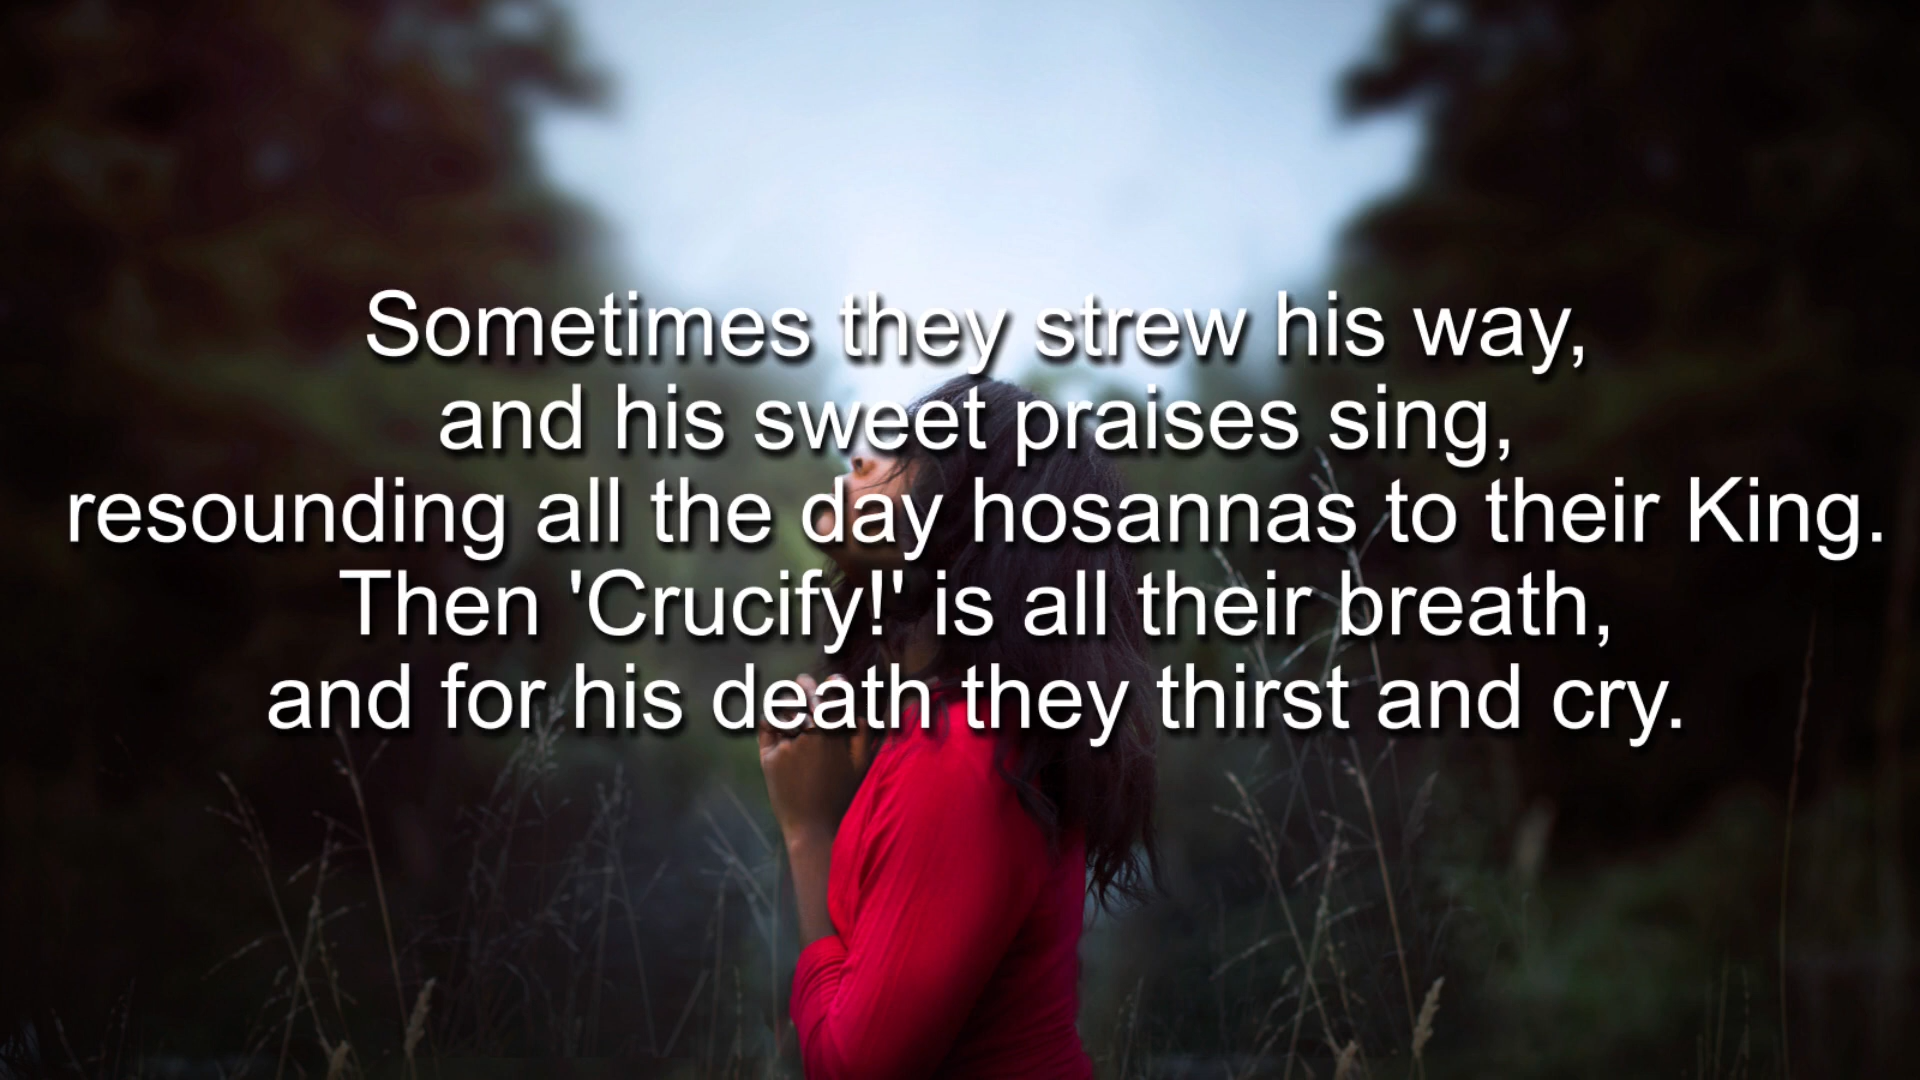 Sometimes they strew his way,
and his sweet praises sing,
resounding all the day hosannas to their King.
Then 'Crucify!' is all their breath,
and for his death they thirst and cry.